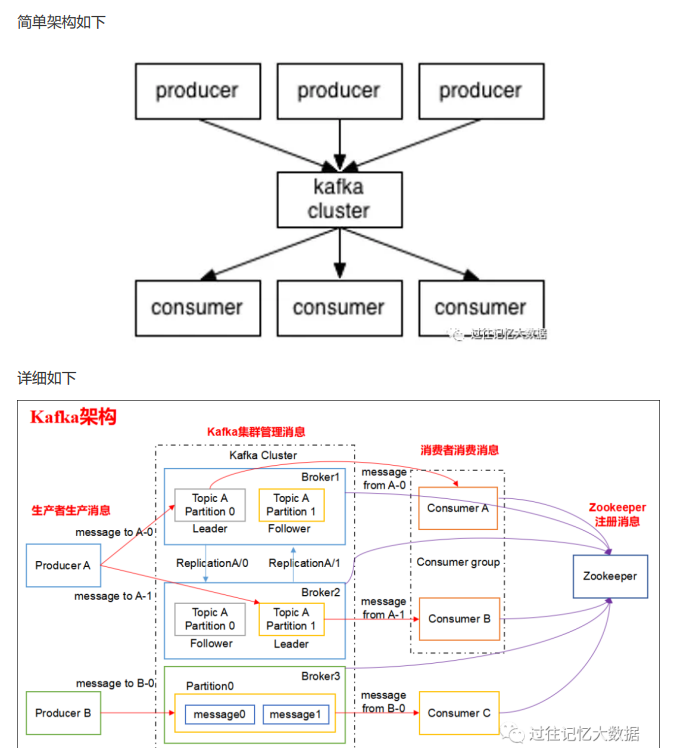 简单架构如下
producer
producer
producer
kafka
cluster
consumer
consumer
consumer
过往记忆大数据
详细如下
Kafka架构
Kafka集群管理消息
消费者消费消息
Kafka Cluster
Broker1
message
from A-0
Topic A
Partition 0
Topic A
Partition 1
Consumer A
Zookeeper
注册消息
生产者生产消息
Leader
Follower
message to A-0
Producer A
ReplicationA/0
ReplicationA/1
Consumer group
Zookeeper
message to A-1
Broker2
message
from A-1
Topic A
Partition 0
Topic A
Partition 1
Consumer B
Follower
Leader
message to B-0
Broker3
Partition0
message
from B-0
Producer B
message0
message1
Consumer C
过往记忆大数据